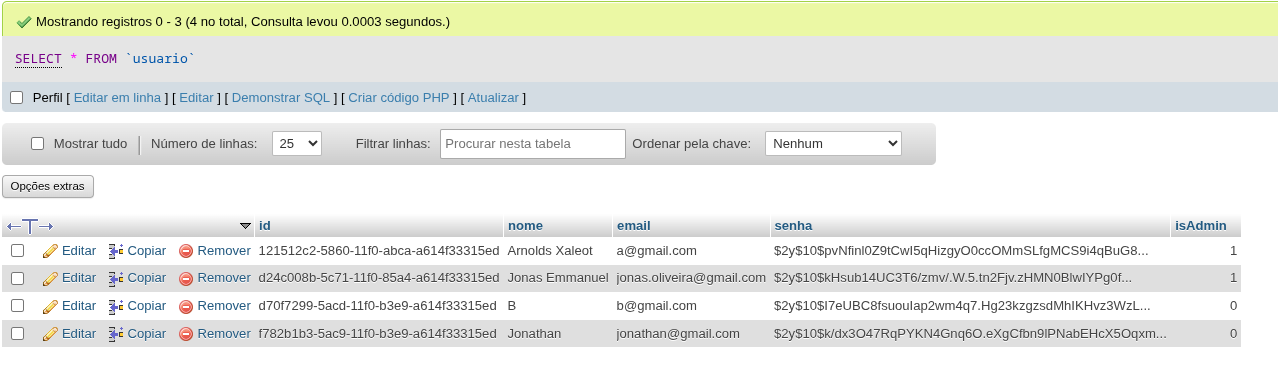 Mostrando registros 0 - 3 (4 no total, Consulta levou 0.0003 segundos.)
SELECT * FROM `usuario`
Perfil [ Editar em linha ] [ Editar ] [ Demonstrar SQL ] [ Criar código PHP ] [ Atualizar ]
Mostrar tudo Número de linhas: 25 Filtrar linhas: Procurar nesta tabela Ordenar pela chave: Nenhum
Opções extras
←T→ id nome email senha isAdmin
Editar Copiar Remover 121512c2-5860-11f0-abca-a614f33315ed Arnolds Xaleot a@gmail.com $2y$10$pvNfinl0Z9tCwI5qHizgyO0ccOMmSLfgMCS9i4qBuG8... 1
Editar Copiar Remover d24c008b-5c71-11f0-85a4-a614f33315ed Jonas Emmanuel jonas.oliveira@gmail.com $2y$10$kHsub14UC3T6/zmv/.W.5.tn2Fjv.zHMN0BlwIYPg0f... 1
Editar Copiar Remover d70f7299-5acd-11f0-b3e9-a614f33315ed B b@gmail.com $2y$10$I7eUBC8fsuouIap2wm4q7.Hg23kzgzsdMhIKHvz3WzL... 0
Editar Copiar Remover f782b1b3-5ac9-11f0-b3e9-a614f33315ed Jonathan jonathan@gmail.com $2y$10$k/dx3O47RqPYKN4Gnq6O.eXgCfbn9lPNabEHcX5Oqxm... 0